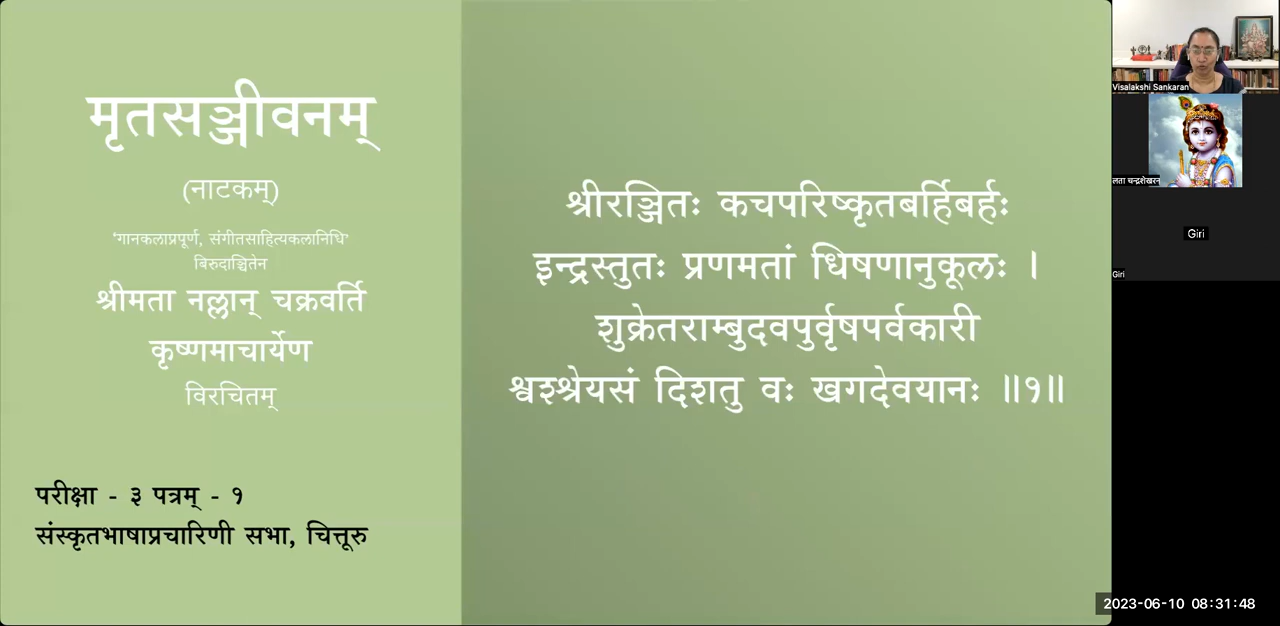 मृतसञ्जीवनम्
(नाटकम्)
‘गानकलाप्रपूर्ण, संगीतसाहित्यकलानिधि’
बिरुदाञ्चितेन
श्रीमता नल्लान् चक्रवर्ति
कृष्णमाचार्येण
विरचितम्
परीक्षा - ३ पत्रम् - १
संस्कृतभाषाप्रचारिणी सभा, चित्तूरु
श्रीरञ्जितः कचपरिष्कृतबर्हिबर्हः
इन्द्रस्तुतः प्रणमतां धिषणानुकूलः ।
शुक्रेतराम्बुदवपुर्वृषपर्वकारी
श्वश्श्रेयसं दिशतु वः खगदेवयानः ॥१॥
Visalakshi Sankaran
लता चन्द्रशेखरन
Giri
Giri
2023-06-10 08:31:48